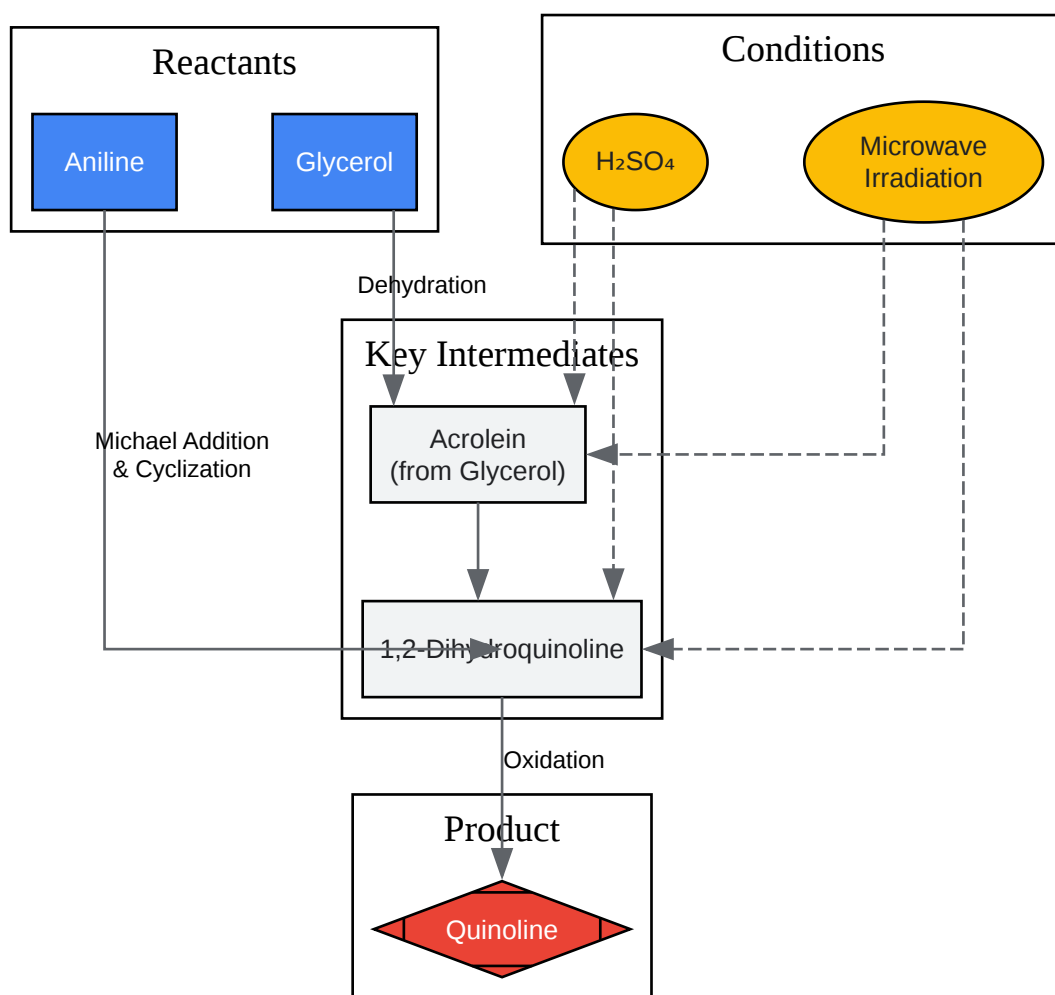 Reactants
Conditions
Aniline
Glycerol
H₂SO₄
Microwave
Irradiation
Dehydration
Key Intermediates
Michael Addition
& Cyclization
Acrolein
(from Glycerol)
1,2-Dihydroquinoline
Oxidation
Product
Quinoline